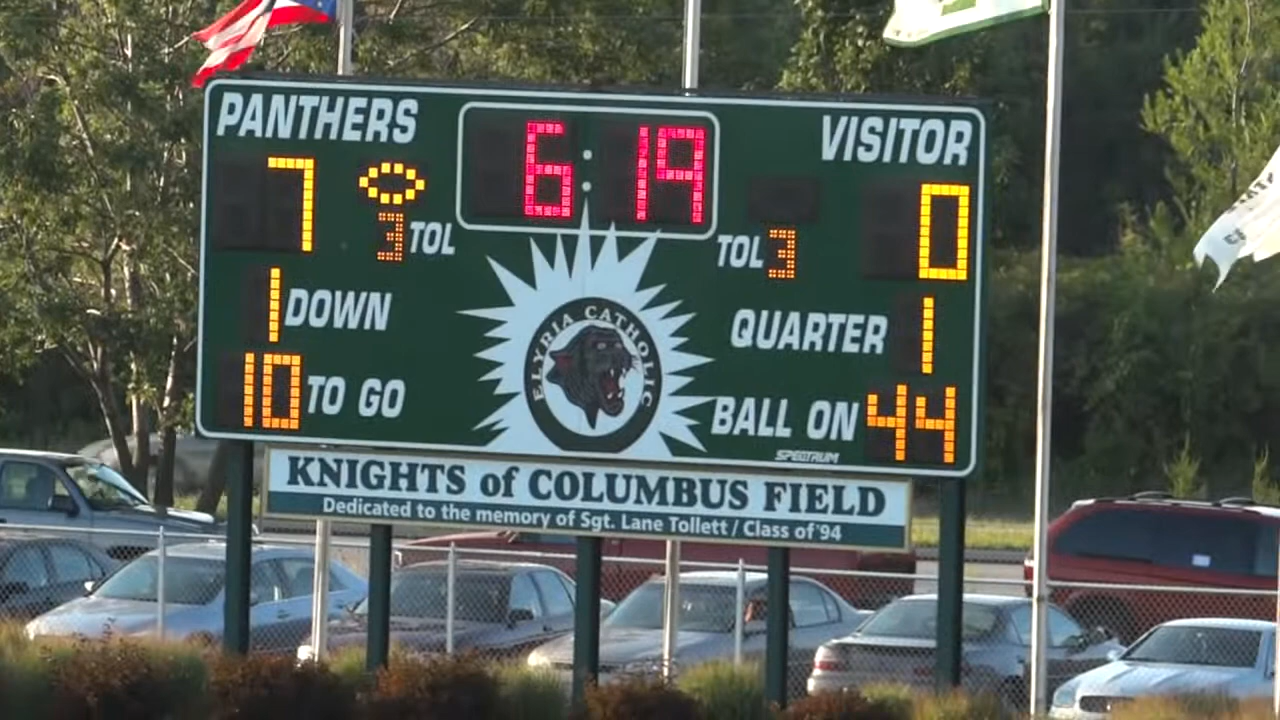 PANTHERS
6:19
VISITOR
7
0
3 TOL
TOL 3
1 DOWN
QUARTER 1
10 TO GO
BALL ON 44
ELYRIA CATHOLIC
SPECTRUM
KNIGHTS of COLUMBUS FIELD
Dedicated to the memory of Sgt. Lane Tollett / Class of '94